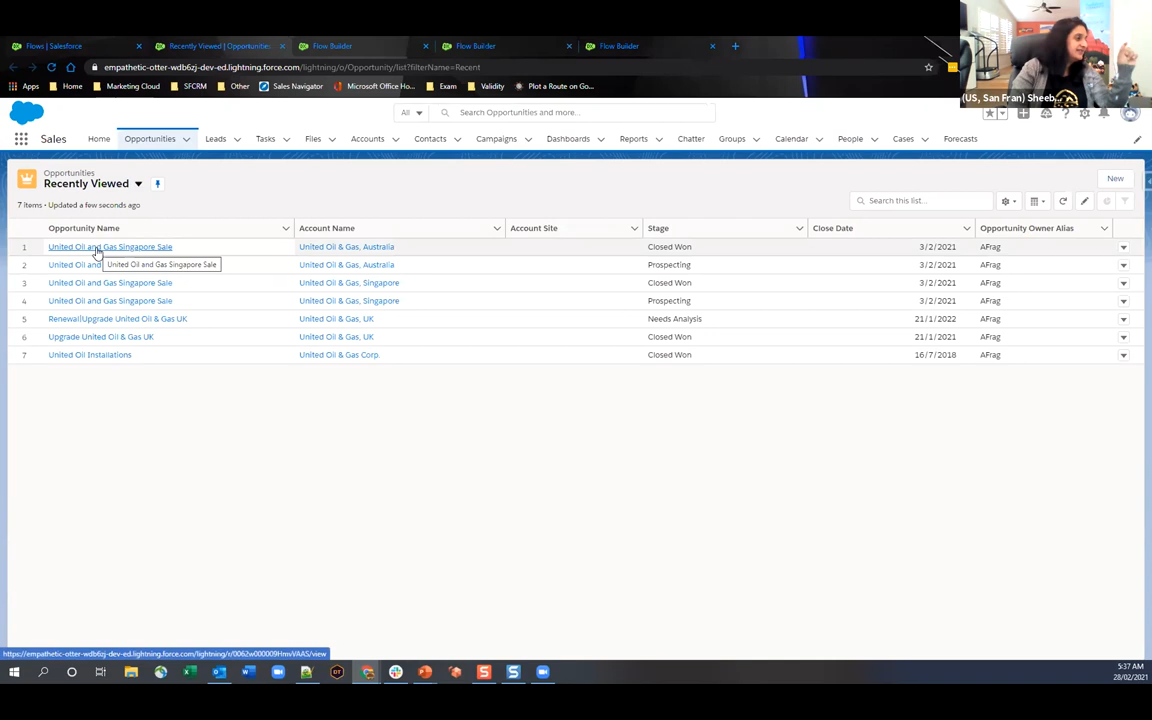 Flows | Salesforce
Recently Viewed | Opportunities
Flow Builder
Flow Builder
Flow Builder
empathetic-otter-wdb6zj-dev-ed.lightning.force.com/lightning/o/Opportunity/list?filterName=Recent
Apps Home Marketing Cloud SFCRM Other Sales Navigator Microsoft Office Ho... Exam Validity Plot a Route on Go...
(US, San Fran) Sheeb...
All Search Opportunities and more...
Sales Home Opportunities Leads Tasks Files Accounts Contacts Campaigns Dashboards Reports Chatter Groups Calendar People Cases Forecasts
Opportunities
Recently Viewed
New
7 items • Updated a few seconds ago
Search this list...
Opportunity Name Account Name Account Site Stage Close Date Opportunity Owner Alias
1 United Oil and Gas Singapore Sale United Oil & Gas, Australia Closed Won 3/2/2021 AFrag
2 United Oil and United Oil & Gas, Australia Prospecting 3/2/2021 AFrag
United Oil and Gas Singapore Sale
3 United Oil and Gas Singapore Sale United Oil & Gas, Singapore Closed Won 3/2/2021 AFrag
4 United Oil and Gas Singapore Sale United Oil & Gas, Singapore Prospecting 3/2/2021 AFrag
5 Renewal|Upgrade United Oil & Gas UK United Oil & Gas, UK Needs Analysis 21/1/2022 AFrag
6 Upgrade United Oil & Gas UK United Oil & Gas, UK Closed Won 21/1/2021 AFrag
7 United Oil Installations United Oil & Gas Corp. Closed Won 16/7/2018 AFrag
https://empathetic-otter-wdb6zj-dev-ed.lightning.force.com/lightning/r/0062w000009HmvVAAS/view
5:37 AM
28/02/2021